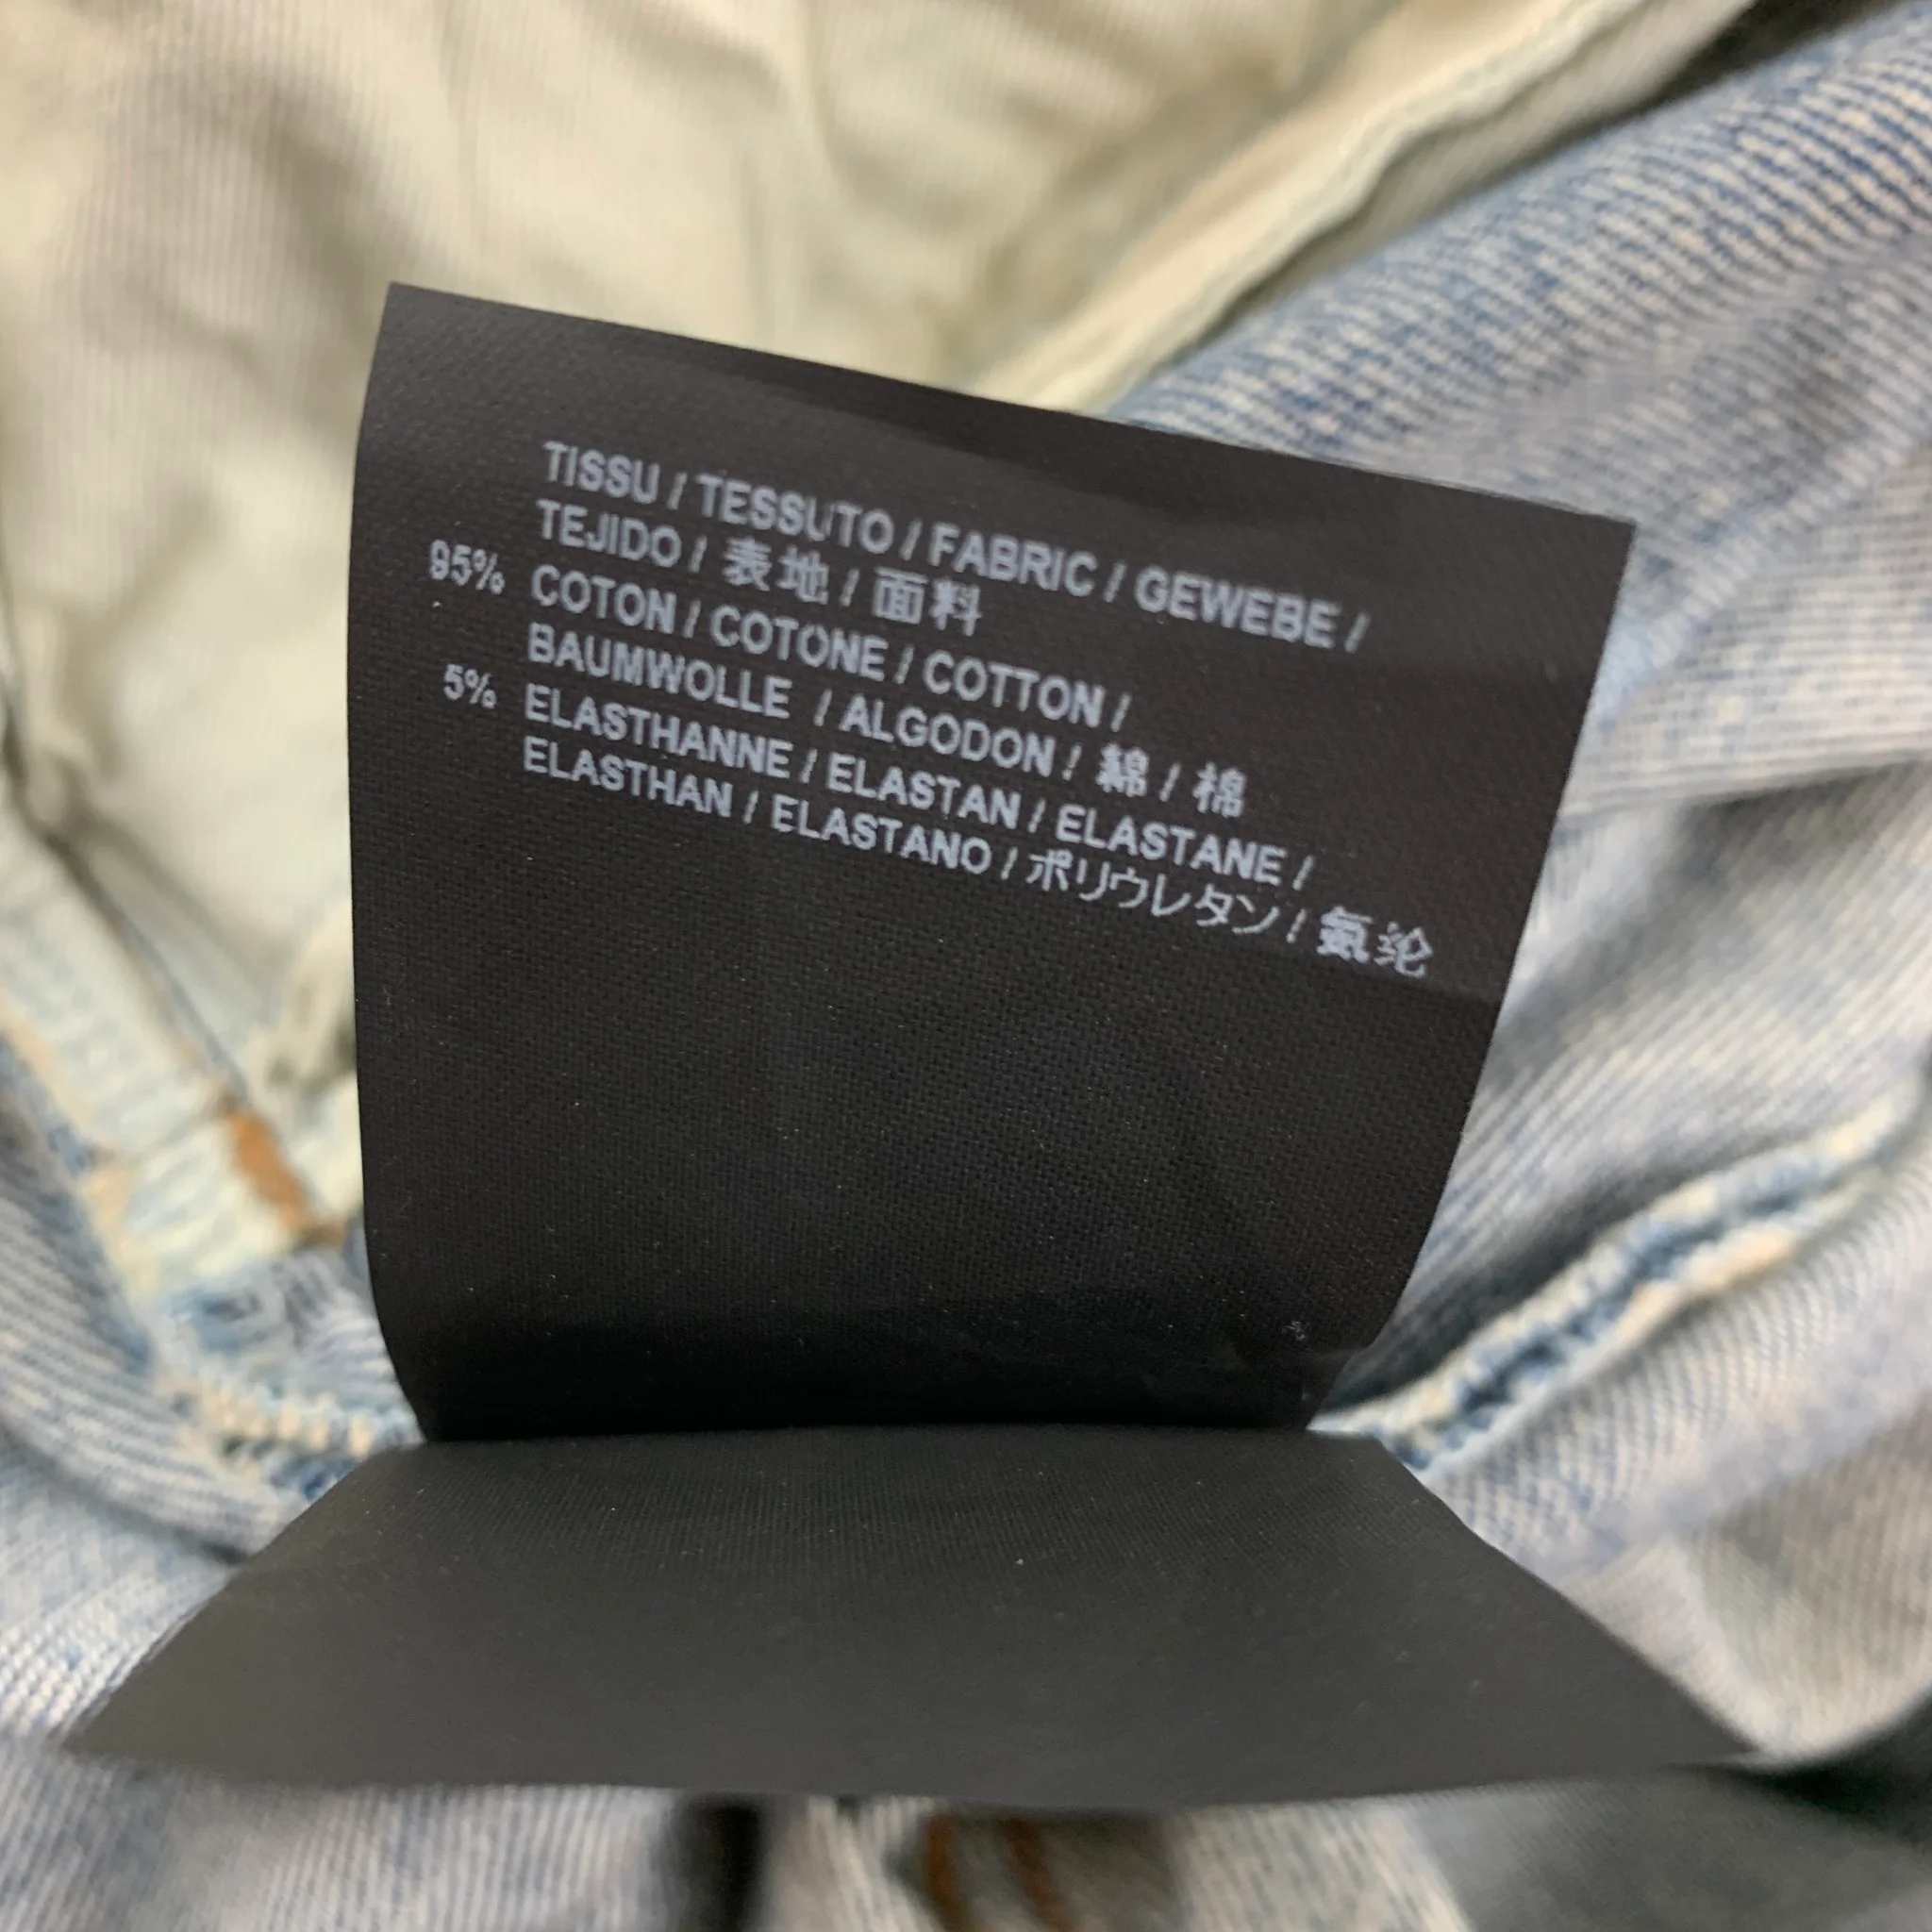 TISSU / TESSUTO / FABRIC / GEWEBE /
TEJIDO / 表地 / 面料
95% COTON / COTONE / COTTON /
BAUMWOLLE / ALGODON / 綿 / 棉
5% ELASTHANNE / ELASTAN / ELASTANE /
ELASTHAN / ELASTANO / ポリウレタン / 氨纶